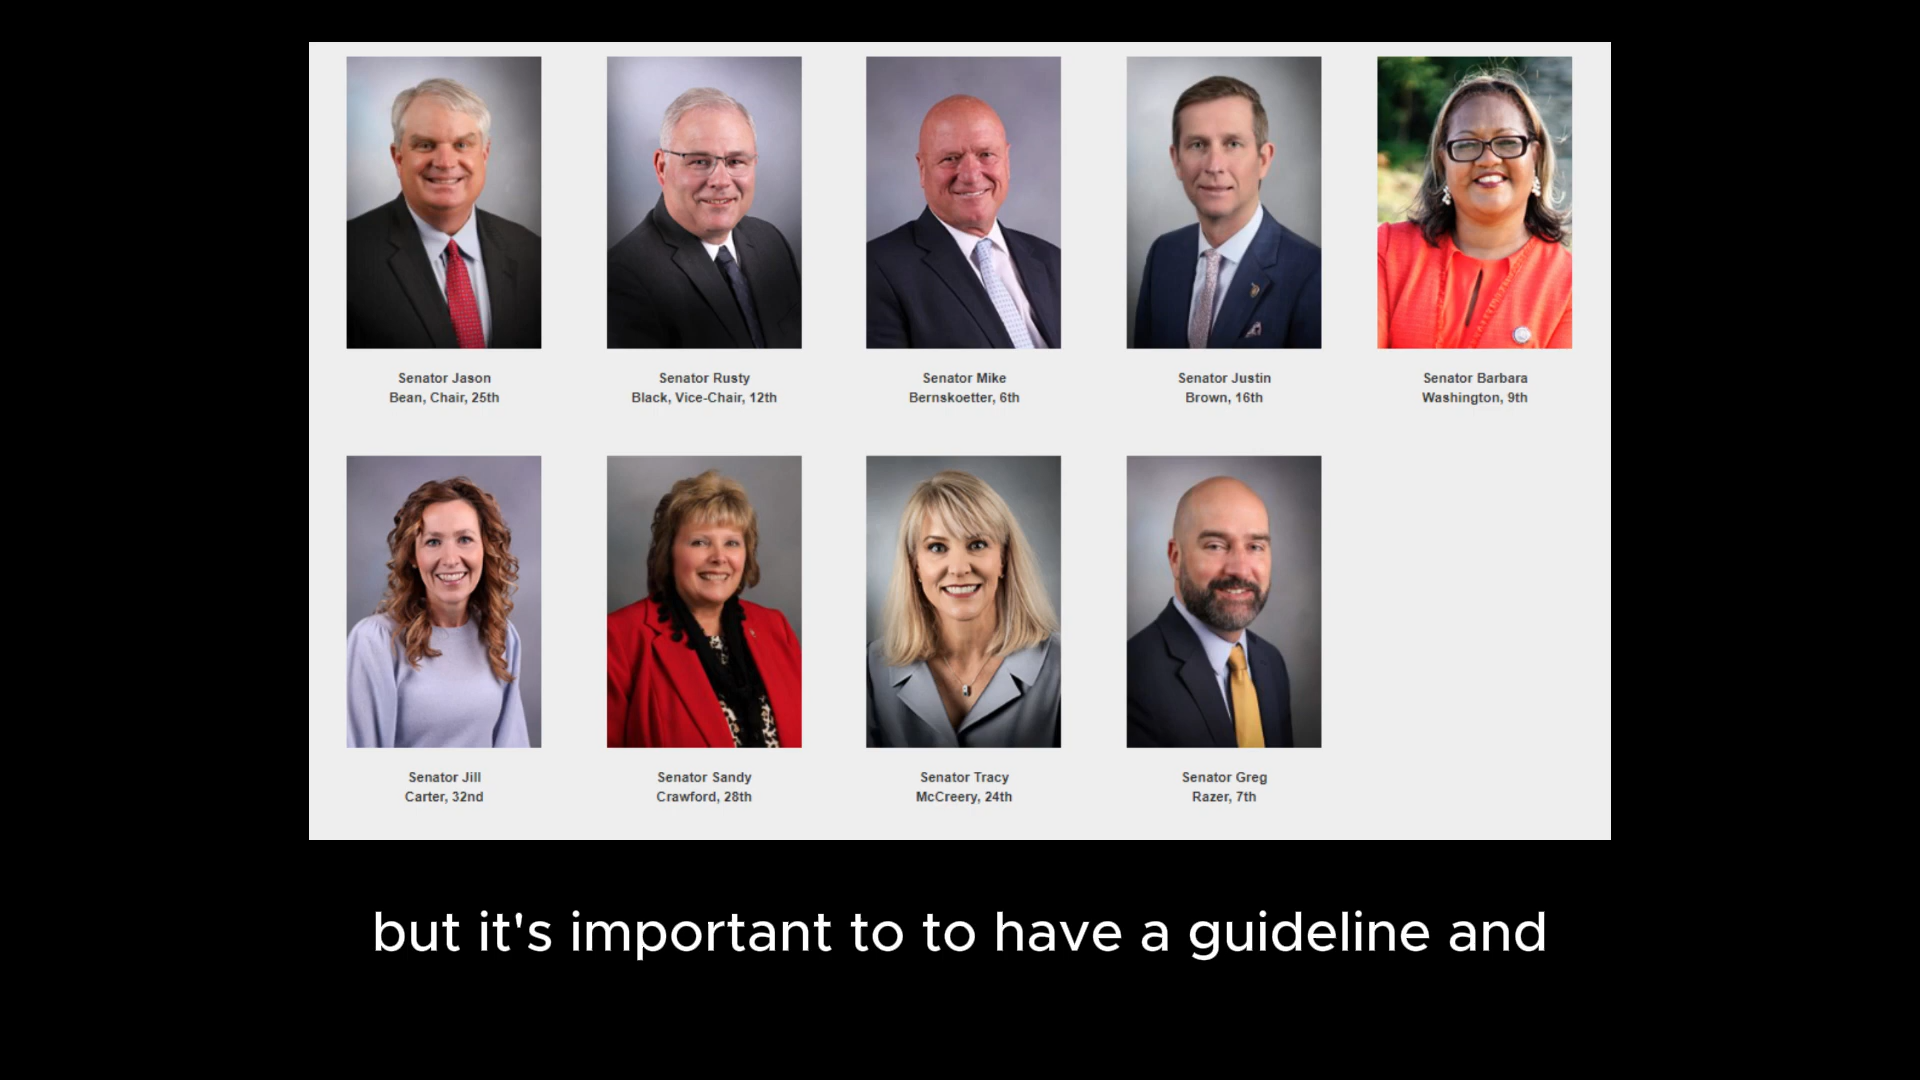 Senator Jason
Bean, Chair, 25th
Senator Rusty
Black, Vice-Chair, 12th
Senator Mike
Bernskoetter, 6th
Senator Justin
Brown, 16th
Senator Barbara
Washington, 9th
Senator Jill
Carter, 32nd
Senator Sandy
Crawford, 28th
Senator Tracy
McCreery, 24th
Senator Greg
Razer, 7th
but it's important to to have a guideline and